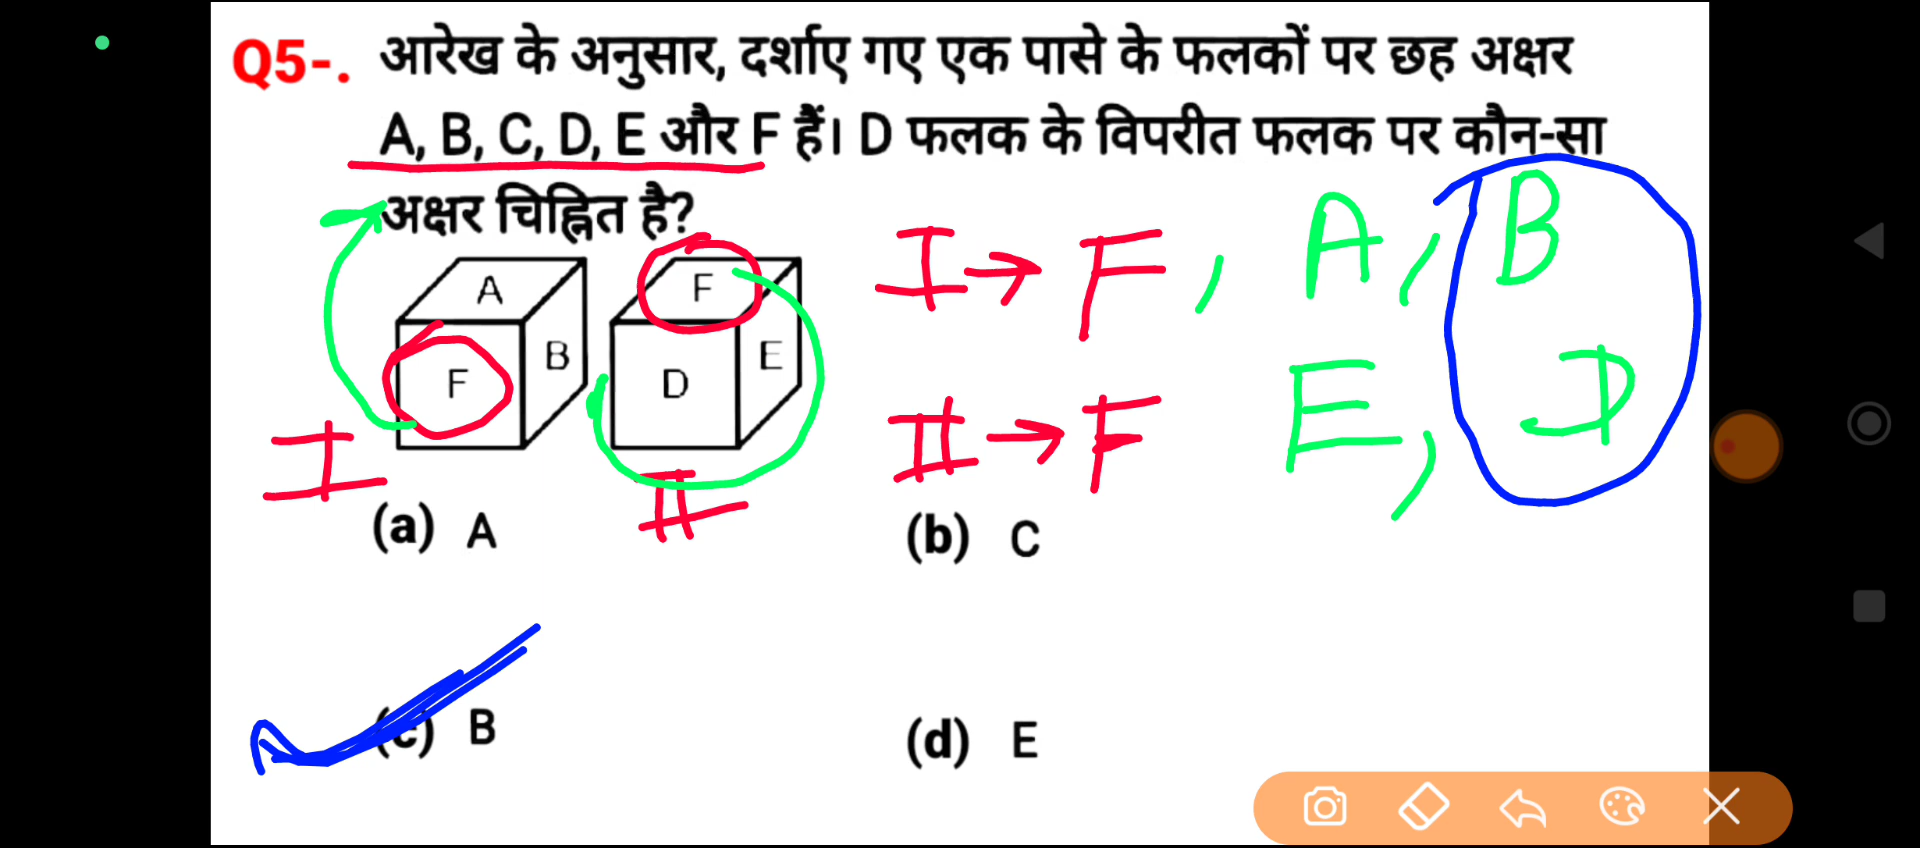 Q5-. आरेख के अनुसार, दर्शाए गए एक पासे के फलकों पर छह अक्षर
A, B, C, D, E और F हैं। D फलक के विपरीत फलक पर कौन-सा
अक्षर चिह्नित है?
A
F
B
F
D
E
I
II
I → F, A, B
II → F E, D
(a) A
(b) C
(c) B
(d) E